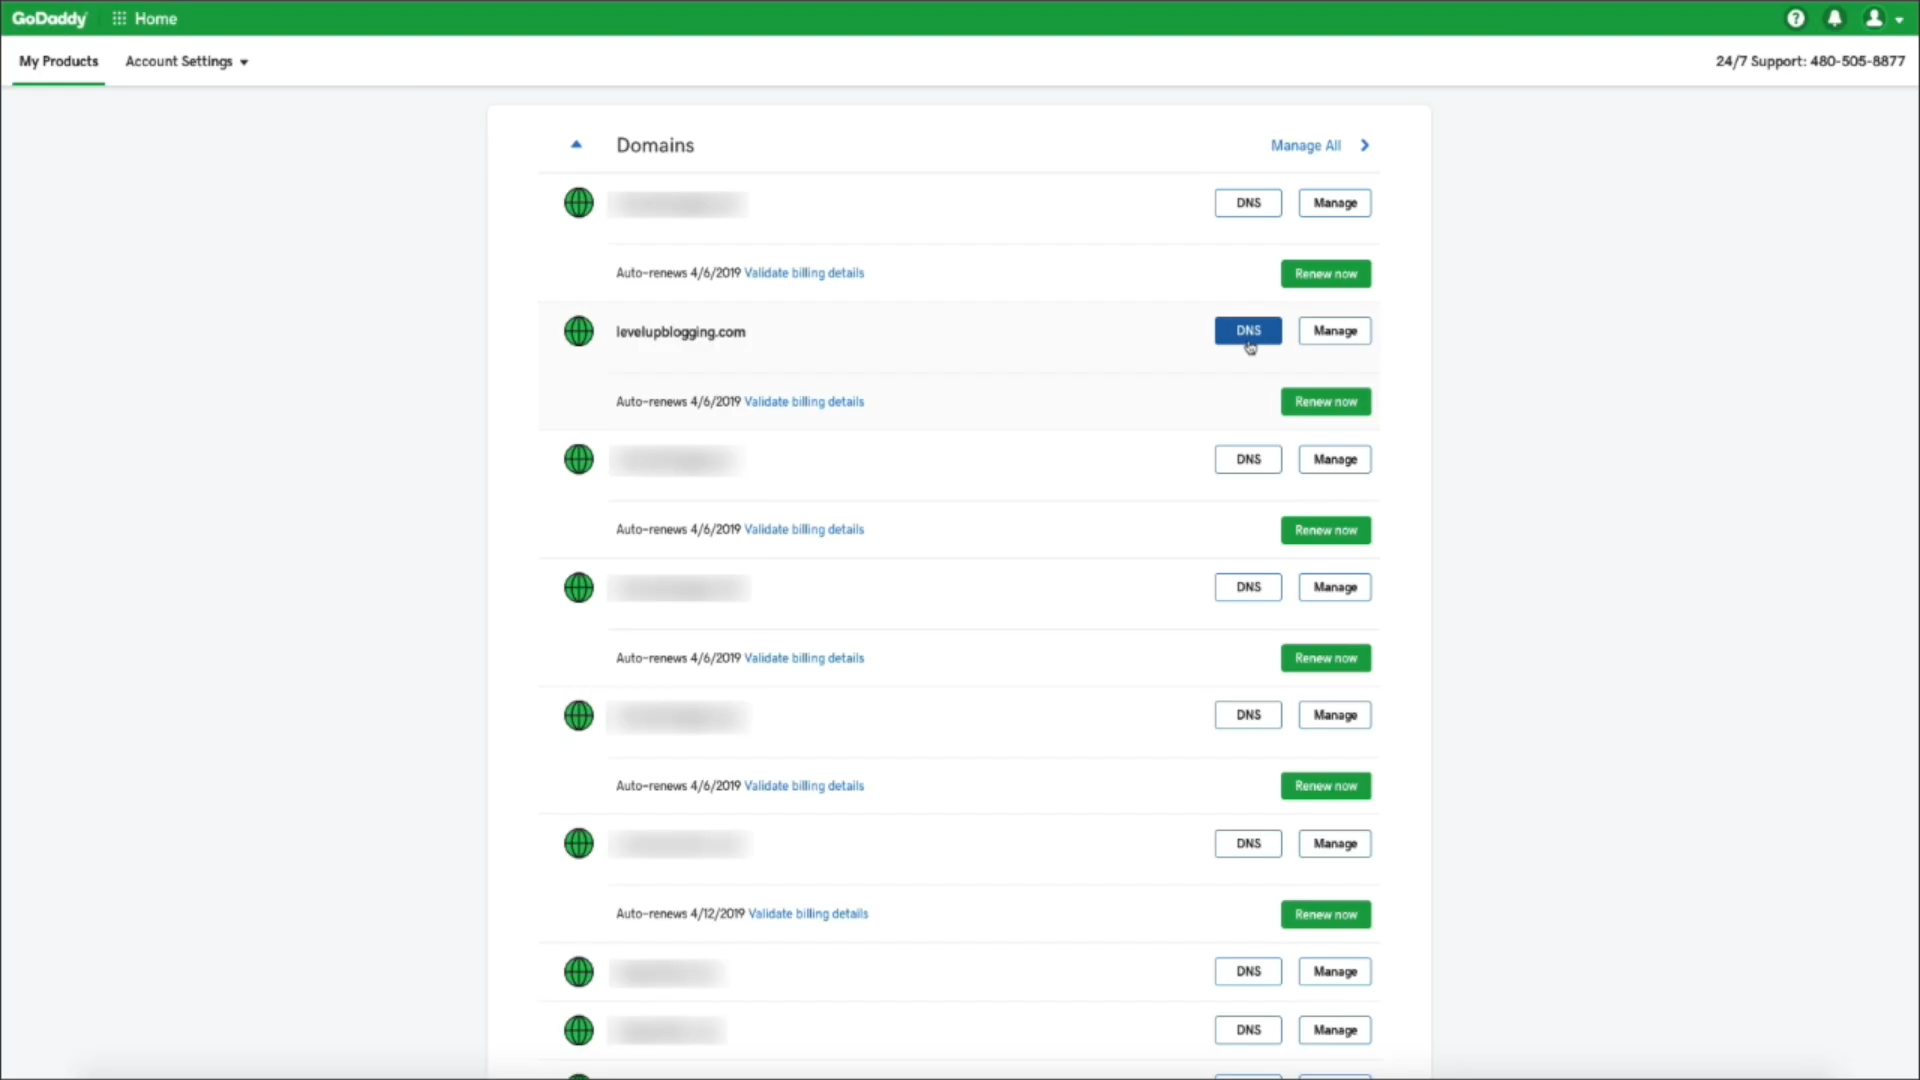 GoDaddy Home
My Products Account Settings 24/7 Support: 480-505-8877
Domains Manage All
DNS Manage
Auto-renews 4/6/2019 Validate billing details Renew now
levelupblogging.com DNS Manage
Auto-renews 4/6/2019 Validate billing details Renew now
DNS Manage
Auto-renews 4/6/2019 Validate billing details Renew now
DNS Manage
Auto-renews 4/6/2019 Validate billing details Renew now
DNS Manage
Auto-renews 4/6/2019 Validate billing details Renew now
DNS Manage
Auto-renews 4/12/2019 Validate billing details Renew now
DNS Manage
DNS Manage